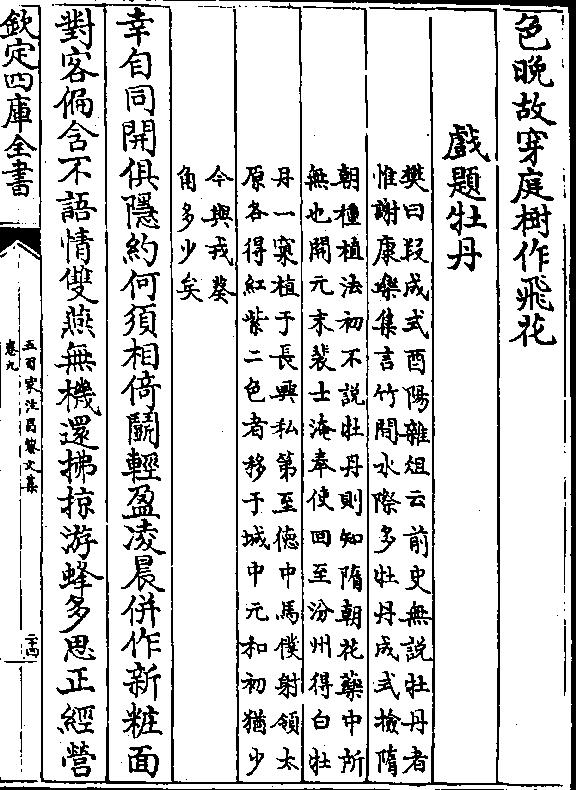 色晚故穿庭樹作飛花
戲題牡丹
樊曰段成式酉陽雜俎云前史無説牡丹者
惟謝康樂集言竹間水際多牡丹成式檢隋
朝種植法初不説牡丹則知隋朝花藥中所
無也開元末裴士淹奉使回至汾州得白牡
丹一窠植于長興私第至德中馬僕射領太
原各得紅紫二色者移于城中元和初猶少
今與戎葵
角多少矣
幸自同開俱隱約何須相倚鬭輕盈凌晨併作新粧面
對客偏含不語情雙燕無機還拂掠游蜂多思正經營
欽定四庫全書
五百家注昌黎文集
卷九
二十四